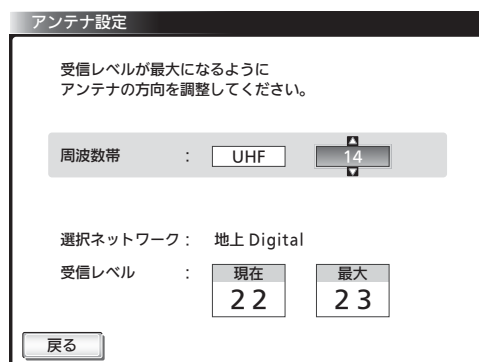 アンテナ設定
受信レベルが最大になるように
アンテナの方向を調整してください。
周波数帯 : UHF 14
選択ネットワーク： 地上 Digital
受信レベル : 現在 最大
22 23
戻る